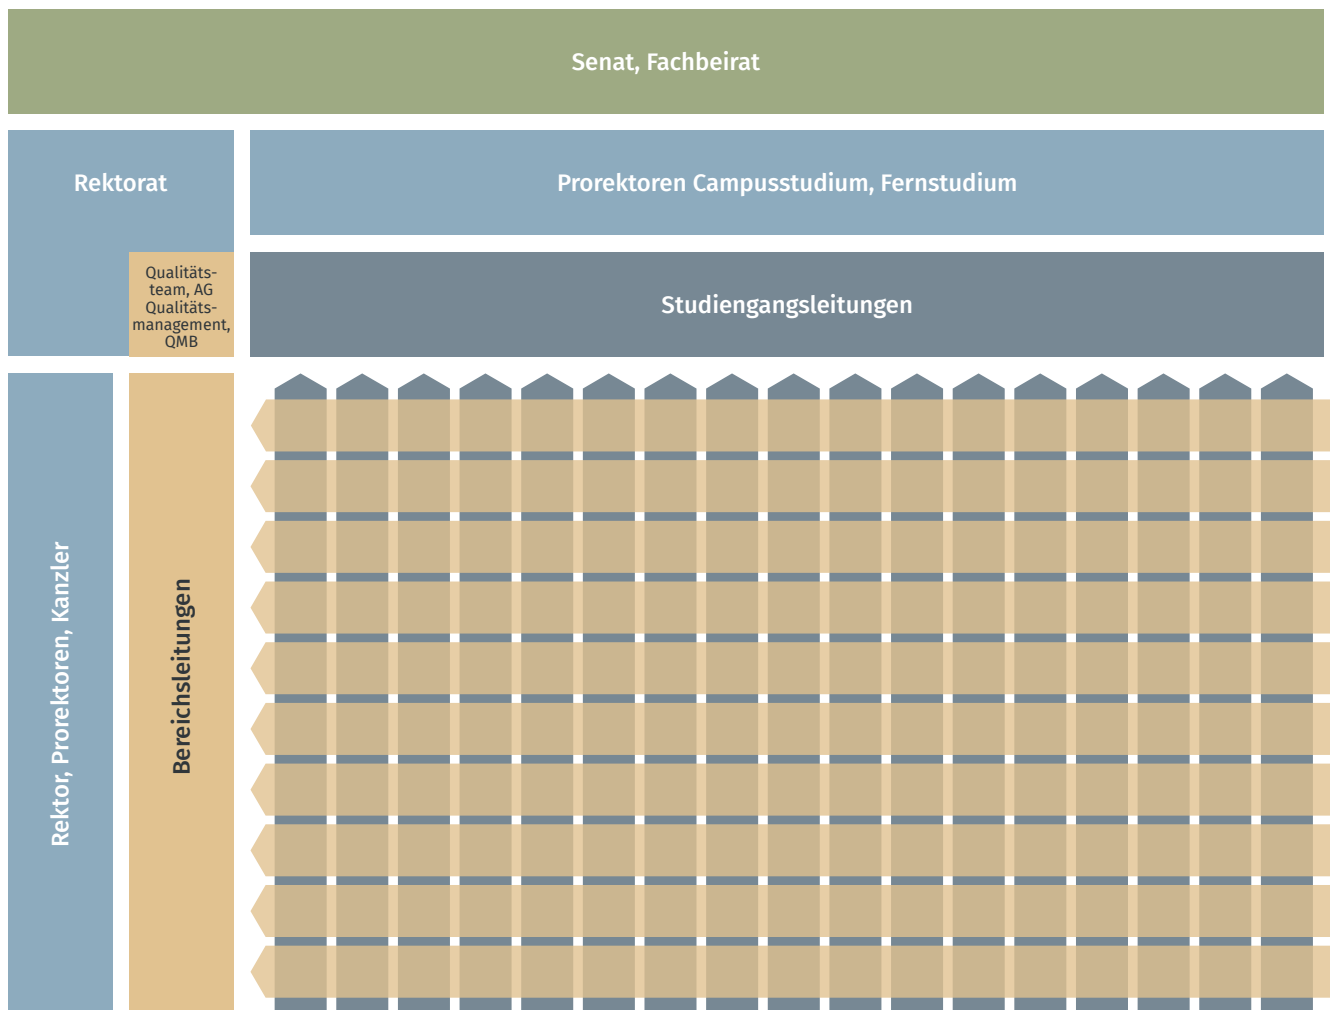 Senat, Fachbeirat
Rektorat
Prorektoren Campusstudium, Fernstudium
Qualitäts-
team, AG
Qualitäts-
management,
QMB
Studiengangsleitungen
Rektor, Prorektoren, Kanzler
Bereichsleitungen